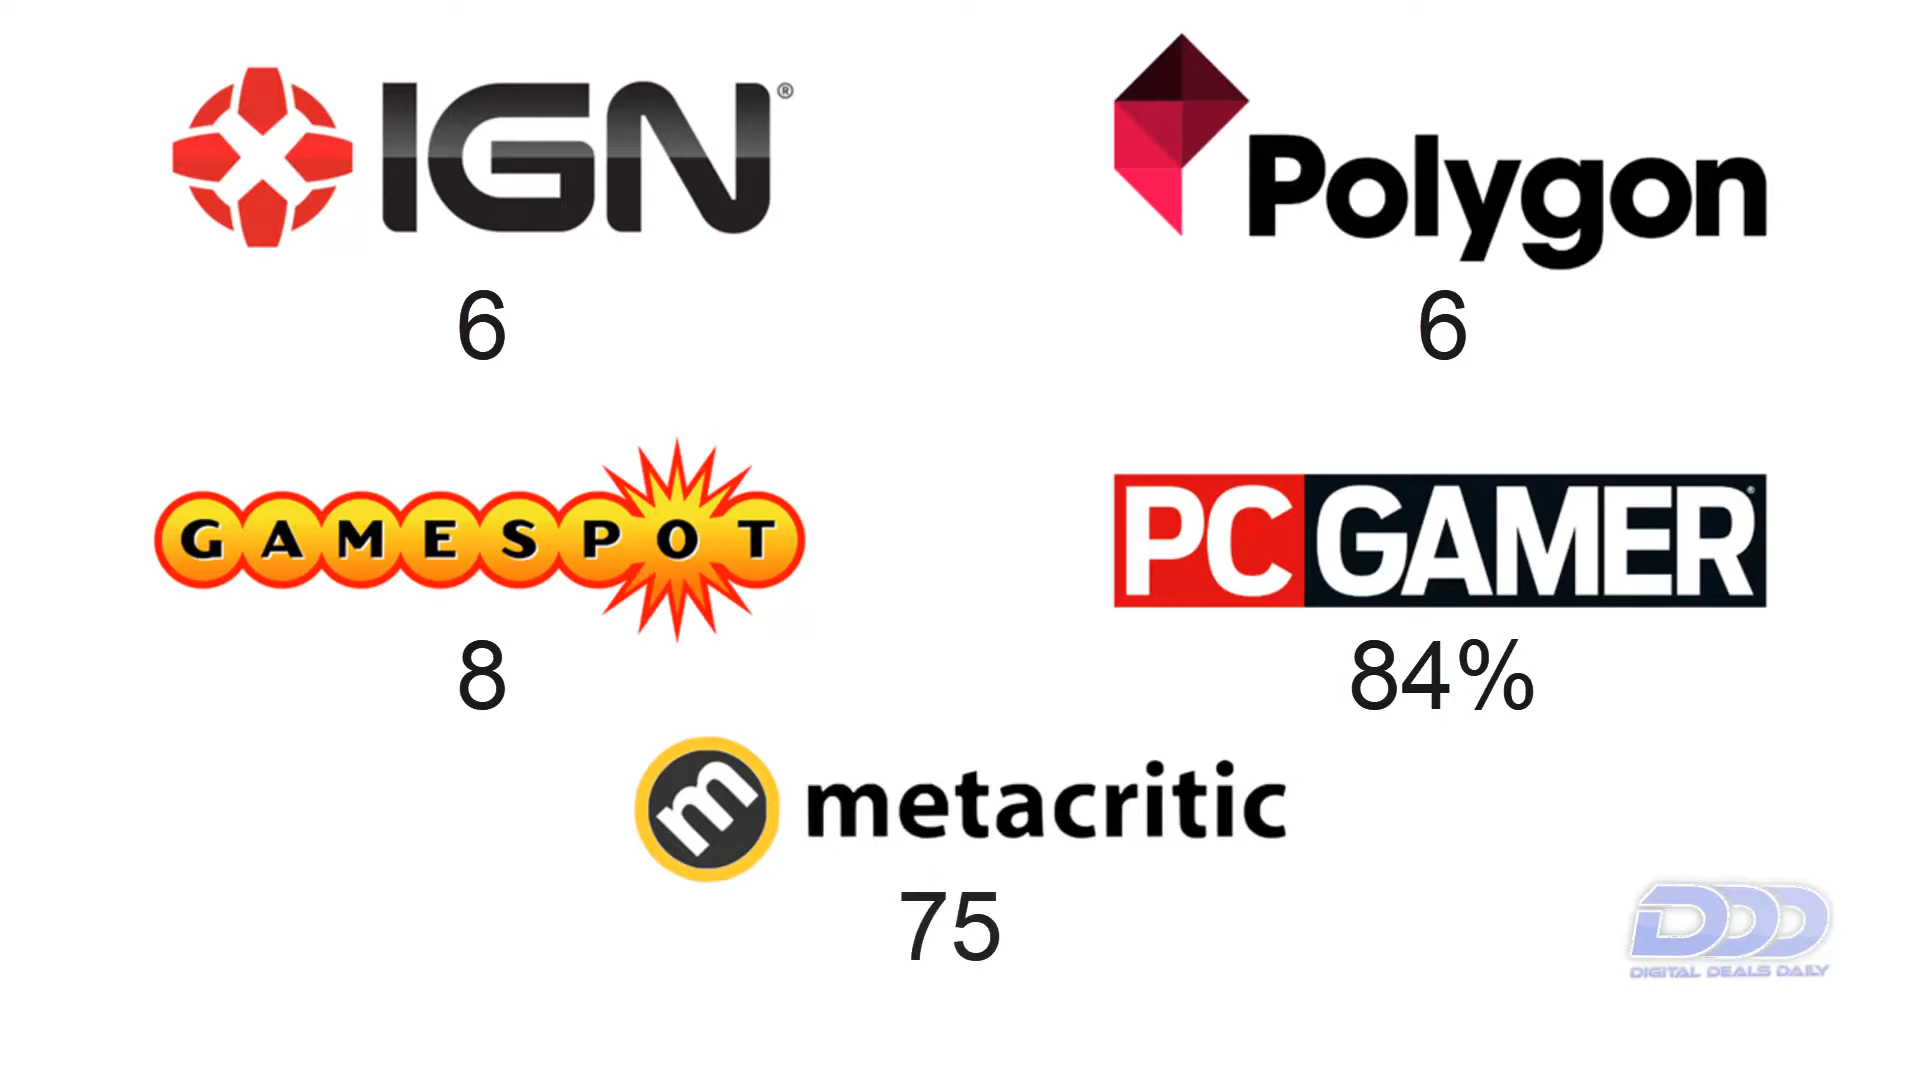 IGN®
Polygon
6
6
GAMESPOT
PC GAMER®
8
84%
m metacritic
75
DDD
DIGITAL DEALS DAILY